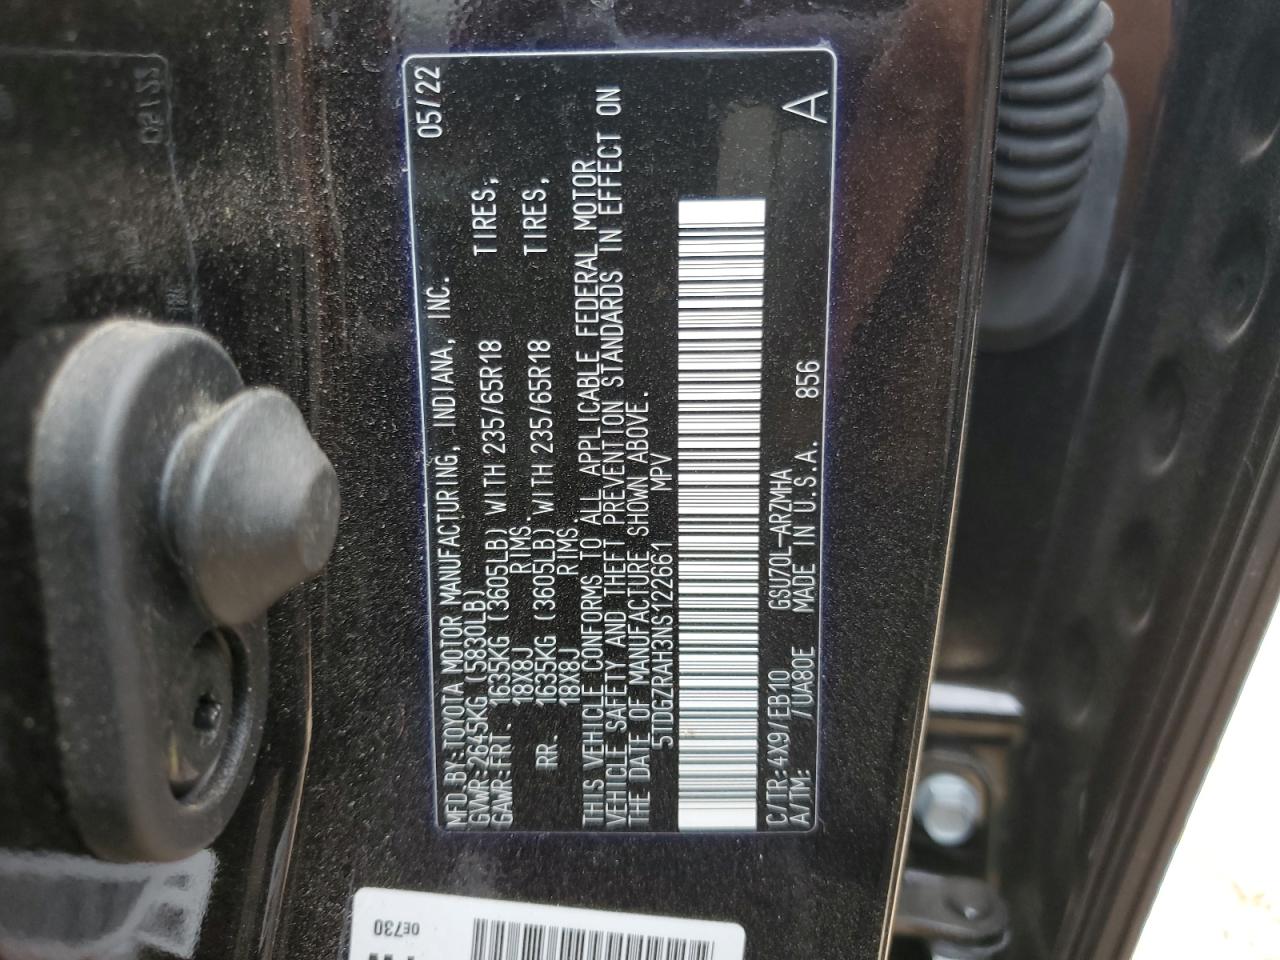 MFD.BY:TOYOTA MOTOR MANUFACTURING, INDIANA, INC. 05/22
GVWR:2645KG (5830LB)
GAWR:FRT. 1635KG (3605LB) WITH 235/65R18 TIRES,
18X8J RIMS,
RR. 1635KG (3605LB) WITH 235/65R18 TIRES,
18X8J RIMS
THIS VEHICLE CONFORMS TO ALL APPLICABLE FEDERAL MOTOR
VEHICLE SAFETY AND THEFT PREVENTION STANDARDS IN EFFECT ON
THE DATE OF MANUFACTURE SHOWN ABOVE.
5TDGZRAH3NS122661 MPV
C/TR:4X9/EB10 GSU70L-ARZMHA
A/TM: /UA80E MADE IN U.S.A. 856 A
0E730